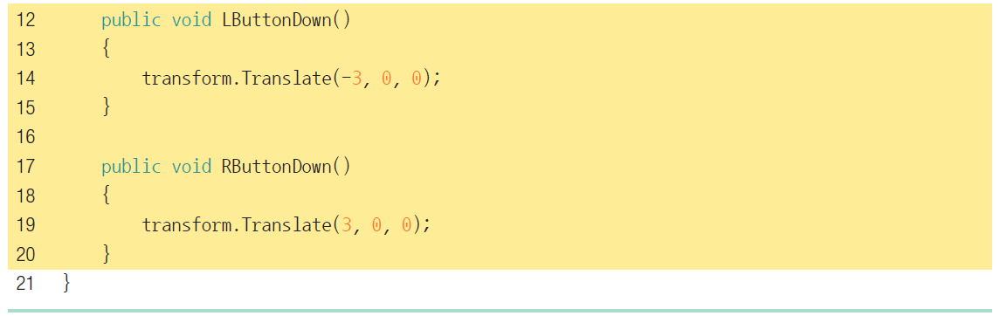 12 public void LButtonDown()
13 {
14 transform.Translate(-3, 0, 0);
15 }
16
17 public void RButtonDown()
18 {
19 transform.Translate(3, 0, 0);
20 }
21 }